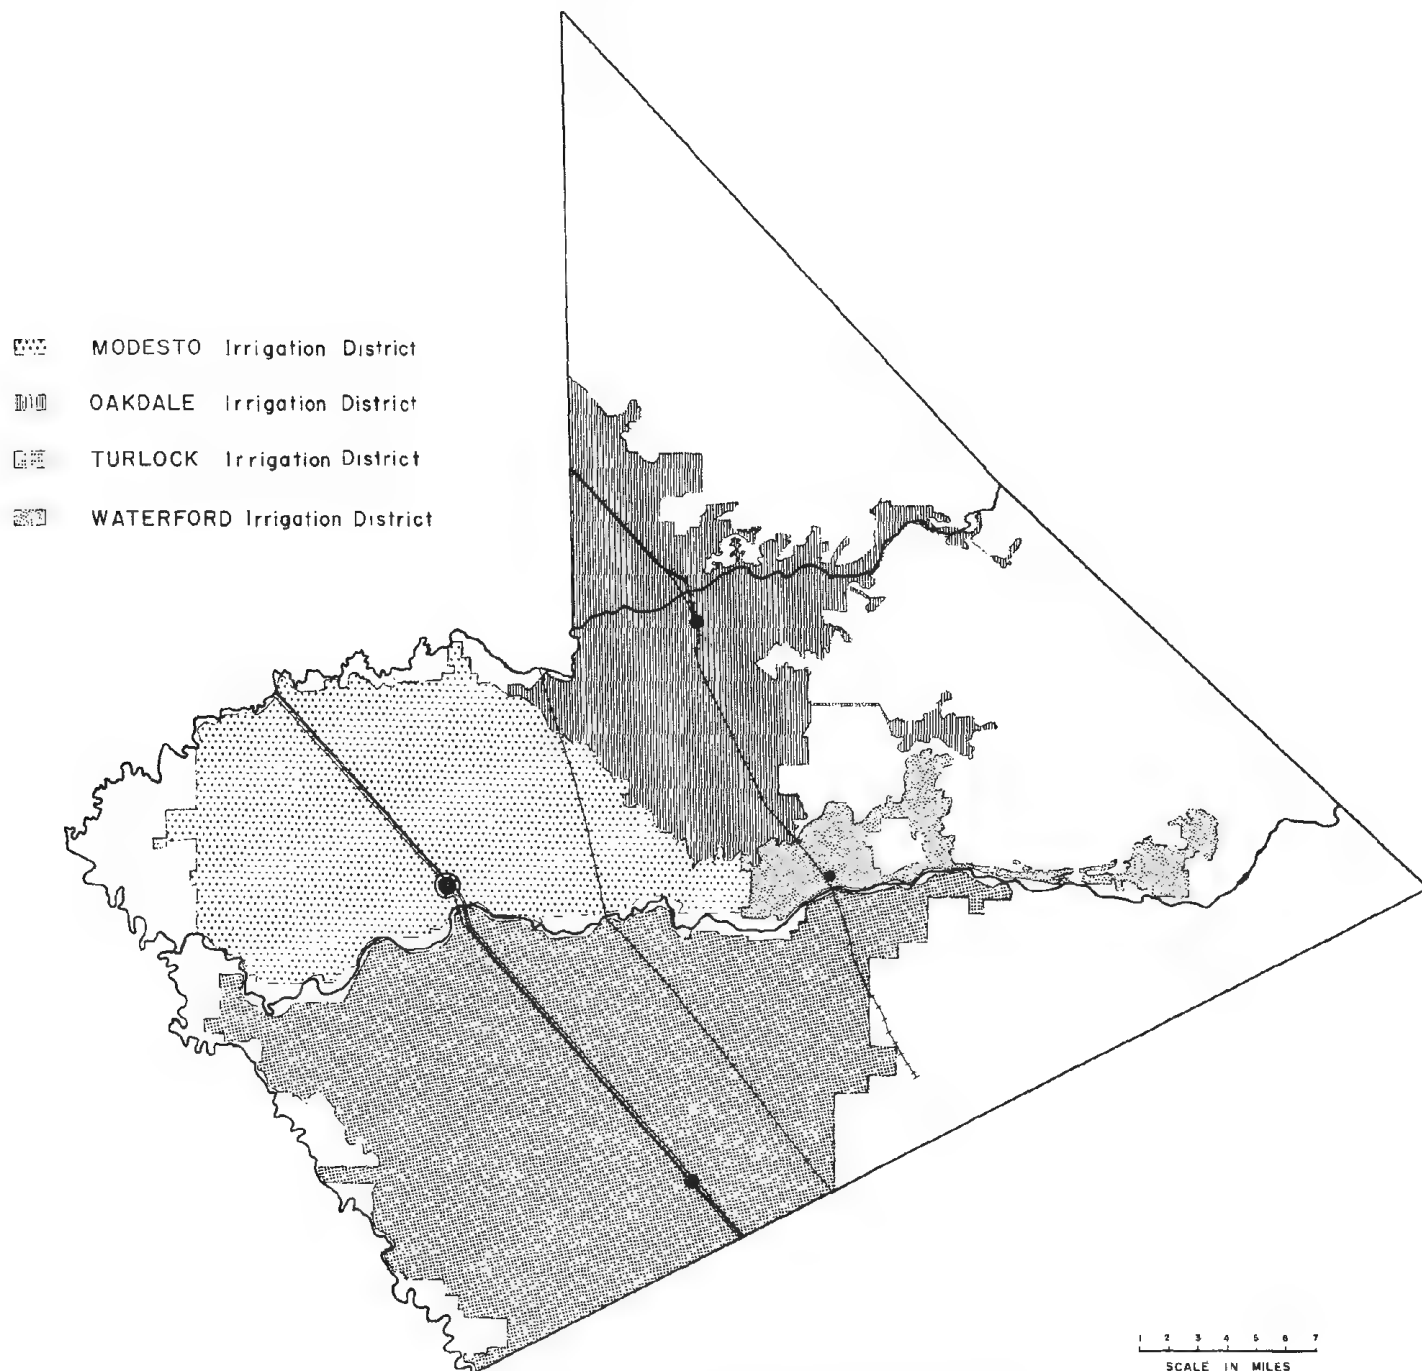 MODESTO Irrigation District
OAKDALE Irrigation District
TURLOCK Irrigation District
WATERFORD Irrigation District
1 2 3 4 5 6 7
SCALE IN MILES